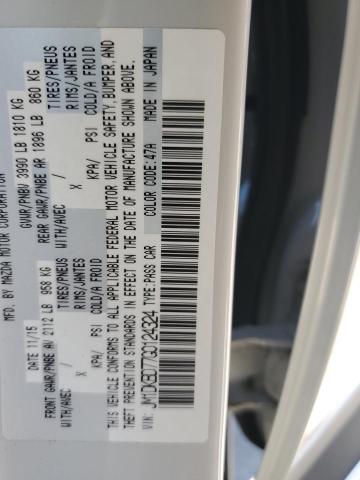 MFD. BY MAZDA MOTOR CORPORATION
DATE 11/15 GVWR/PNBV 3990 LB 1810 KG
FRONT GAWR/PNBE AV 2112 LB 958 KG REAR GAWR/PNBE AR 1896 LB 860 KG
WITH/AVEC TIRES/PNEUS WITH/AVEC TIRES/PNEUS
X RIMS/JANTES X RIMS/JANTES
KPA/ PSI COLD/A FROID KPA/ PSI COLD/A FROID
THIS VEHICLE CONFORMS TO ALL APPLICABLE FEDERAL MOTOR VEHICLE SAFETY, BUMPER, AND
THEFT PREVENTION STANDARDS IN EFFECT ON THE DATE OF MANUFACTURE SHOWN ABOVE.
VIN: JM1DKBD77G0124324 TYPE:PASS CAR COLOR CODE:47A MADE IN JAPAN